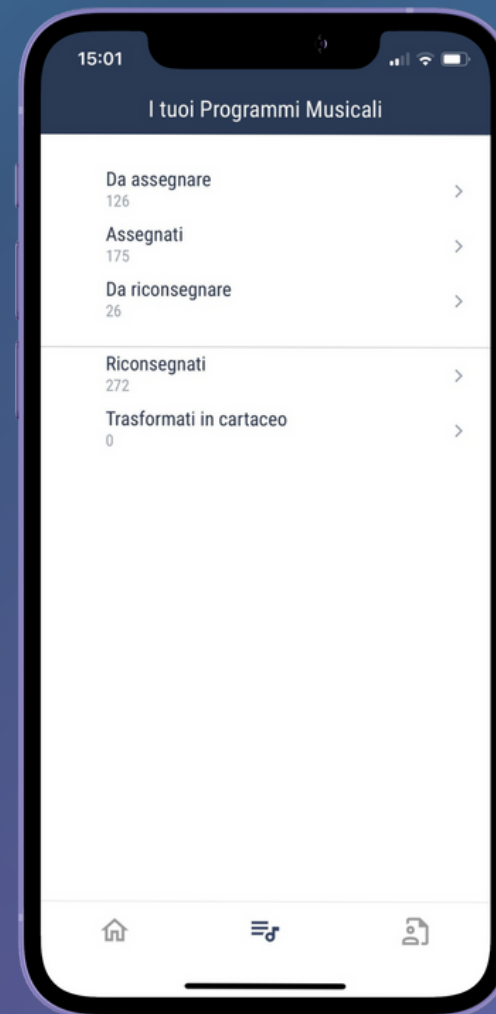 15:01
I tuoi Programmi Musicali
Da assegnare
126
Assegnati
175
Da riconsegnare
26
Riconsegnati
272
Trasformati in cartaceo
0